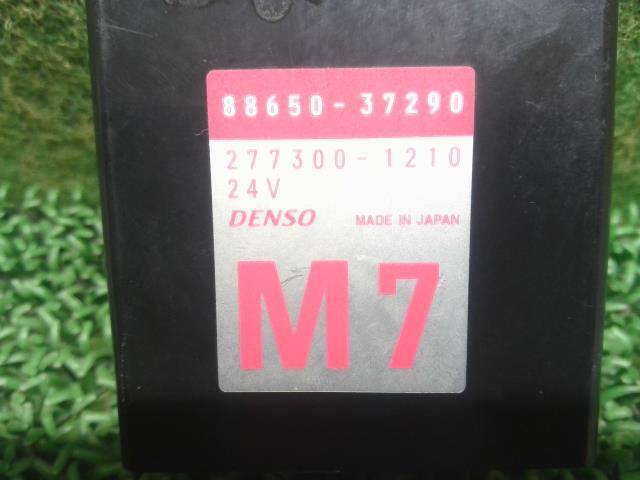 88650-37290
277300-1210
24V
DENSO MADE IN JAPAN
M7